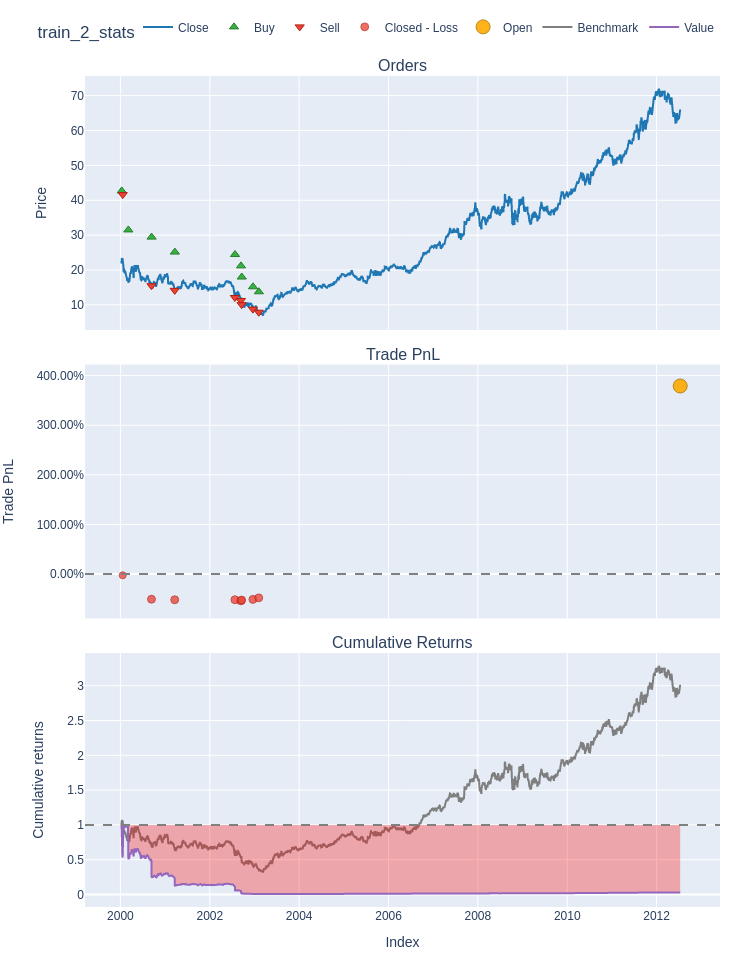 train_2_stats
Close Buy Sell Closed - Loss Open Benchmark Value
Orders
70
60
50
40
30
20
10
Price
Trade PnL
400.00%
300.00%
200.00%
100.00%
0.00%
Trade PnL
Cumulative Returns
3
2.5
2
1.5
1
0.5
0
Cumulative returns
2000 2002 2004 2006 2008 2010 2012
Index